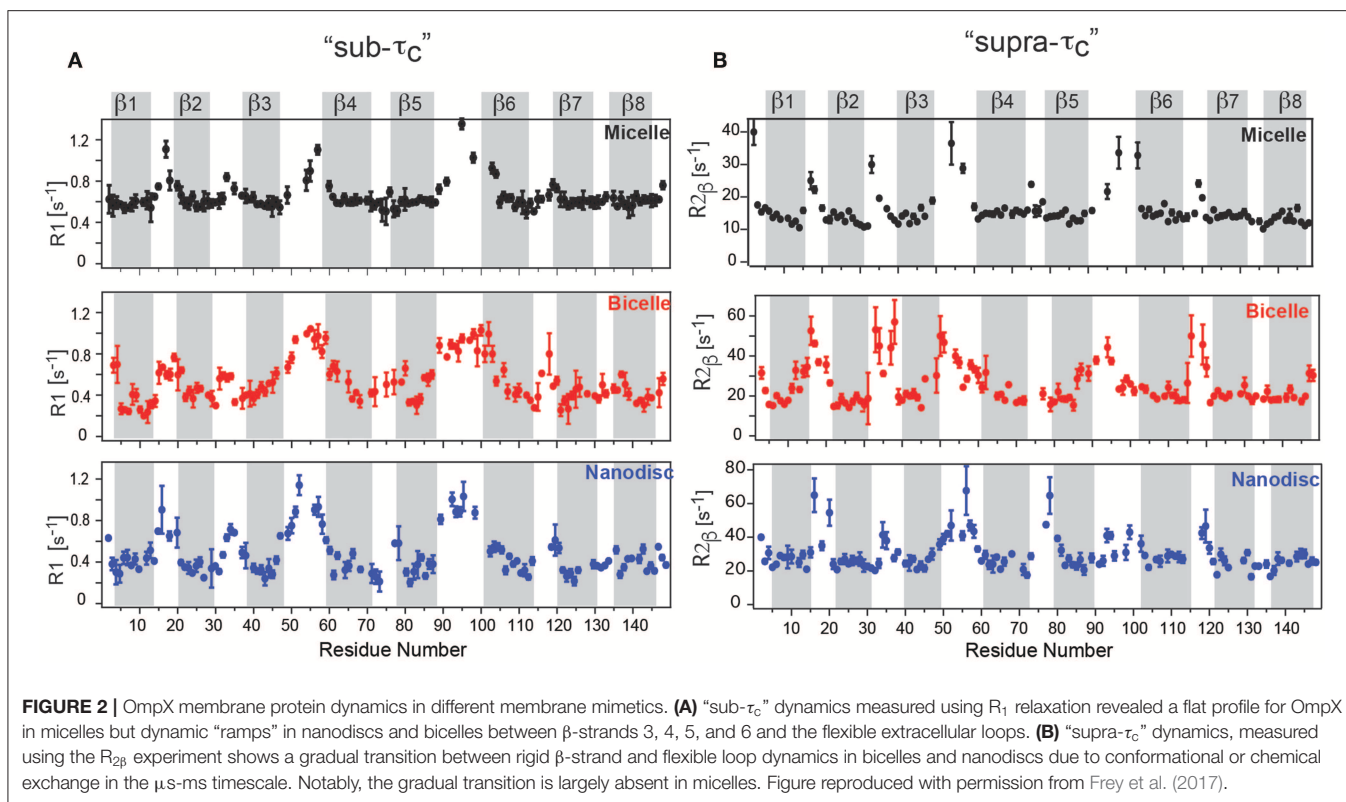 "sub-τC"
"supra-τC"
A
B
β1 β2 β3 β4 β5 β6 β7 β8
Micelle
1.2
0.8
0.4
0
R1 [s-1]
Bicelle
1.2
0.8
0.4
0
R1 [s-1]
Nanodisc
1.2
0.8
0.4
0
R1 [s-1]
10 20 30 40 50 60 70 80 90 100 110 120 130 140
Residue Number
β1 β2 β3 β4 β5 β6 β7 β8
Micelle
40
30
20
10
0
R2β [s-1]
Bicelle
60
40
20
0
R2β [s-1]
Nanodisc
80
60
40
20
0
R2β [s-1]
10 20 30 40 50 60 70 80 90 100 110 120 130 140
Residue Number
FIGURE 2 | OmpX membrane protein dynamics in different membrane mimetics. (A) "sub-τc" dynamics measured using R1 relaxation revealed a flat profile for OmpX
in micelles but dynamic "ramps" in nanodiscs and bicelles between β-strands 3, 4, 5, and 6 and the flexible extracellular loops. (B) "supra-τc" dynamics, measured
using the R2β experiment shows a gradual transition between rigid β-strand and flexible loop dynamics in bicelles and nanodiscs due to conformational or chemical
exchange in the μs-ms timescale. Notably, the gradual transition is largely absent in micelles. Figure reproduced with permission from Frey et al. (2017).